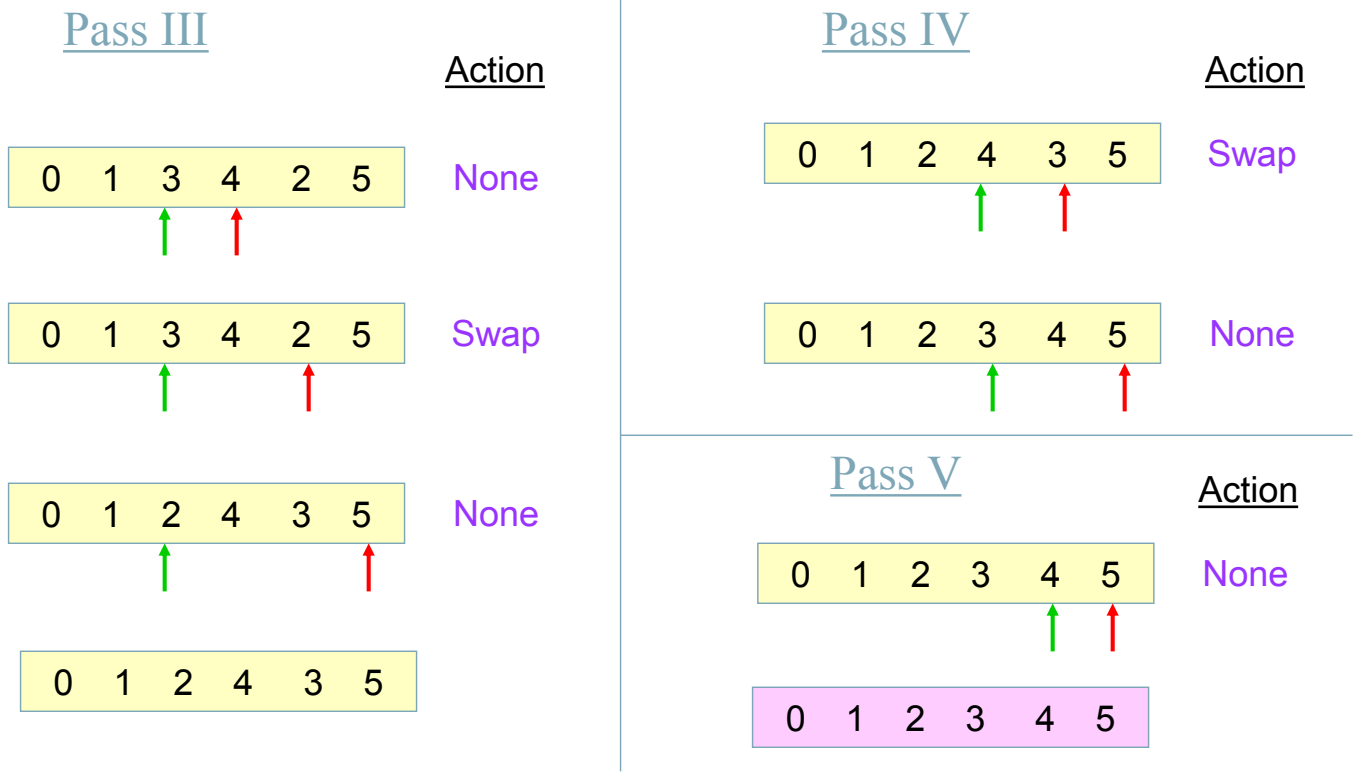 Pass III
Action
0 1 3 4 2 5 None
0 1 3 4 2 5 Swap
0 1 2 4 3 5 None
0 1 2 4 3 5
Pass IV
Action
0 1 2 4 3 5 Swap
0 1 2 3 4 5 None
Pass V
Action
0 1 2 3 4 5 None
0 1 2 3 4 5